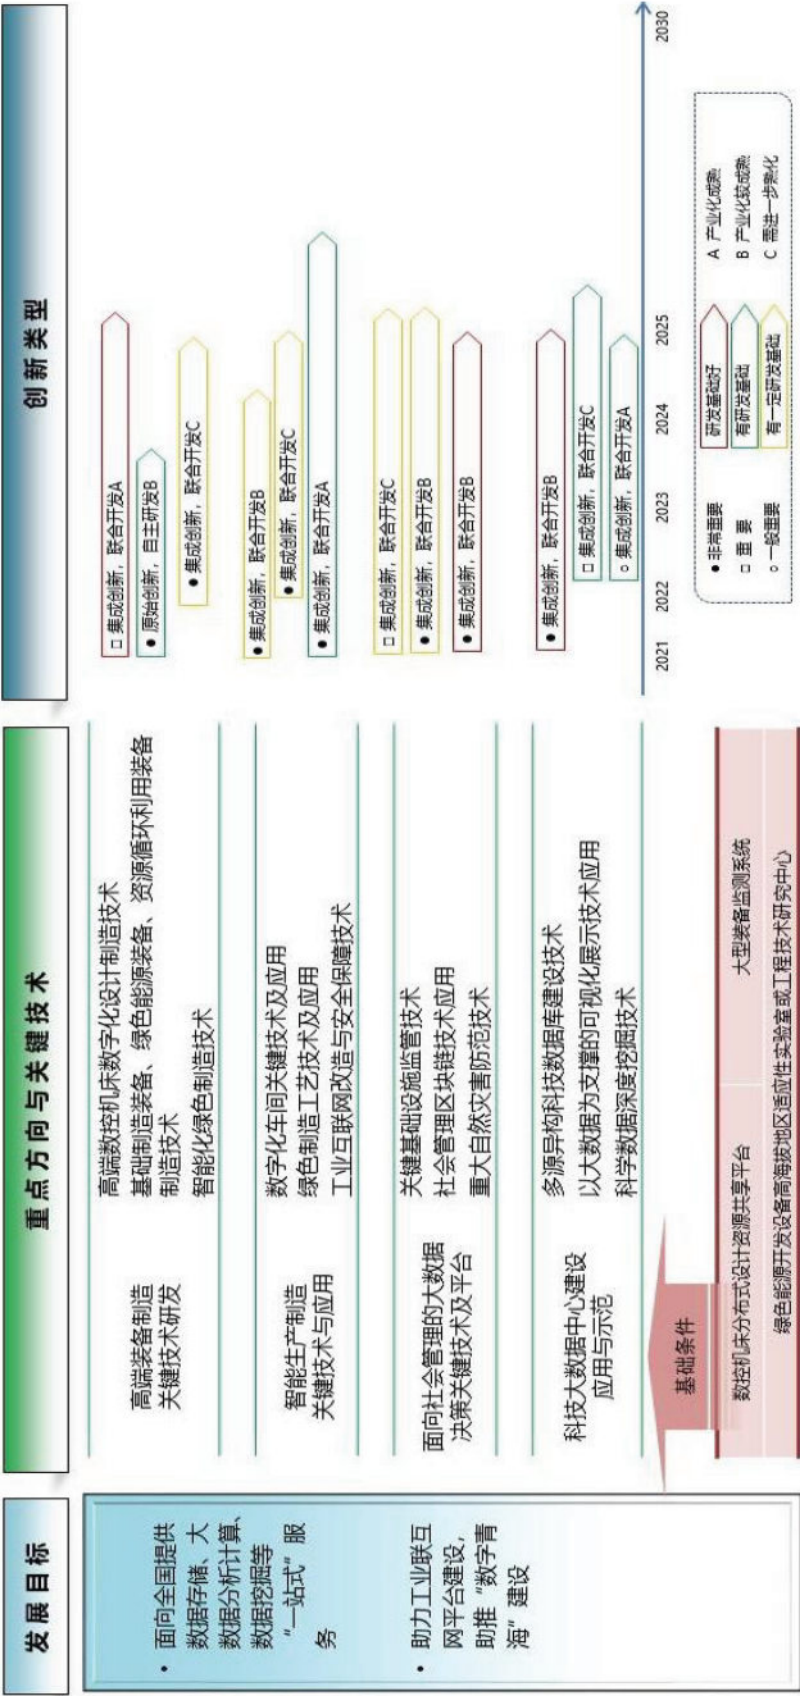 发展目标
• 面向全国提供
数据存储、大
数据分析计算、
数据挖掘等
“一站式”服
务
• 助力工业联互
网平台建设，
助推“数字青
海”建设
重点方向与关键技术
高端装备制造
关键技术研发
高端数控机床数字化设计制造技术
基础制造装备、绿色能源装备、资源循环利用装备
制造技术
智能化绿色制造技术
智能生产制造
关键技术与应用
数字化车间关键技术及应用
绿色制造工艺技术及应用
工业互联网改造与安全保障技术
面向社会管理的大数据
决策关键技术及平台
关键基础设施监管技术
社会管理区块链技术应用
重大自然灾害防范技术
科技大数据中心建设
应用与示范
多源异构科技数据库建设技术
以大数据为支撑的可视化展示技术应用
科学数据深度挖掘技术
基础条件
数控机床分布式设计资源共享平台
大型装备监测系统
绿色能源开发设备高海拔地区适应性实验室或工程技术研究中心
创新类型
□ 集成创新，联合开发A
● 原始创新，自主研发B
● 集成创新，联合开发C
● 集成创新，联合开发B
● 集成创新，联合开发C
● 集成创新，联合开发A
□ 集成创新，联合开发C
● 集成创新，联合开发B
● 集成创新，联合开发B
● 集成创新，联合开发B
□ 集成创新，联合开发C
○ 集成创新，联合开发A
2021 2022 2023 2024 2025 2030
● 非常重要 研发基础好 A 产业化成熟
□ 重 要 有研发基础 B 产业化较成熟
○ 一般重要 有一定研发基础 C 需进一步熟化